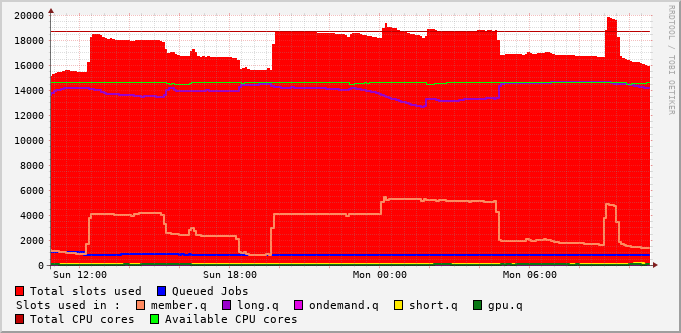 20000
18000
16000
14000
12000
10000
8000
6000
4000
2000
0
Sun 12:00 Sun 18:00 Mon 00:00 Mon 06:00
Total slots used Queued Jobs
Slots used in : member.q long.q ondemand.q short.q gpu.q
Total CPU cores Available CPU cores
RRDTOOL / TOBI OETIKER